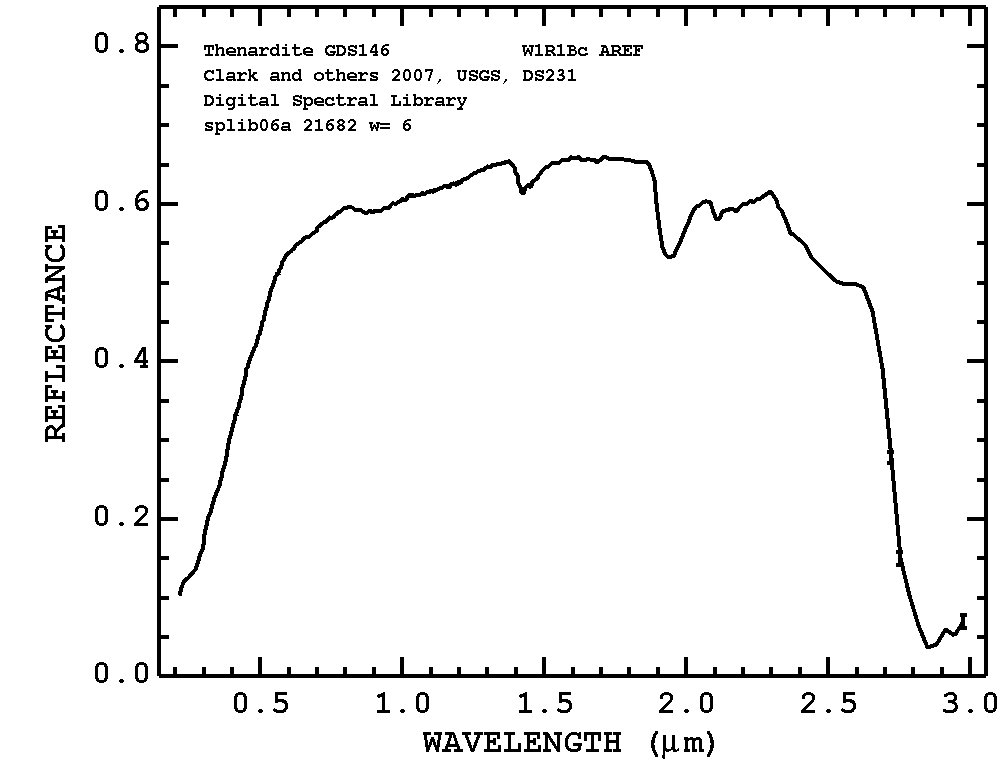 Thenardite GDS146 W1R1Bc AREF
Clark and others 2007, USGS, DS231
Digital Spectral Library
splib06a 21682 w= 6
REFLECTANCE
0.8
0.6
0.4
0.2
0.0
0.5 1.0 1.5 2.0 2.5 3.0
WAVELENGTH (μm)